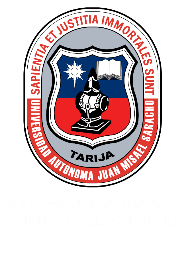 SAPIENTIA ET JUSTITIA IMMORTALES SUNT
TARIJA
UNIVERSIDAD AUTONOMA JUAN MISAEL SARACHO